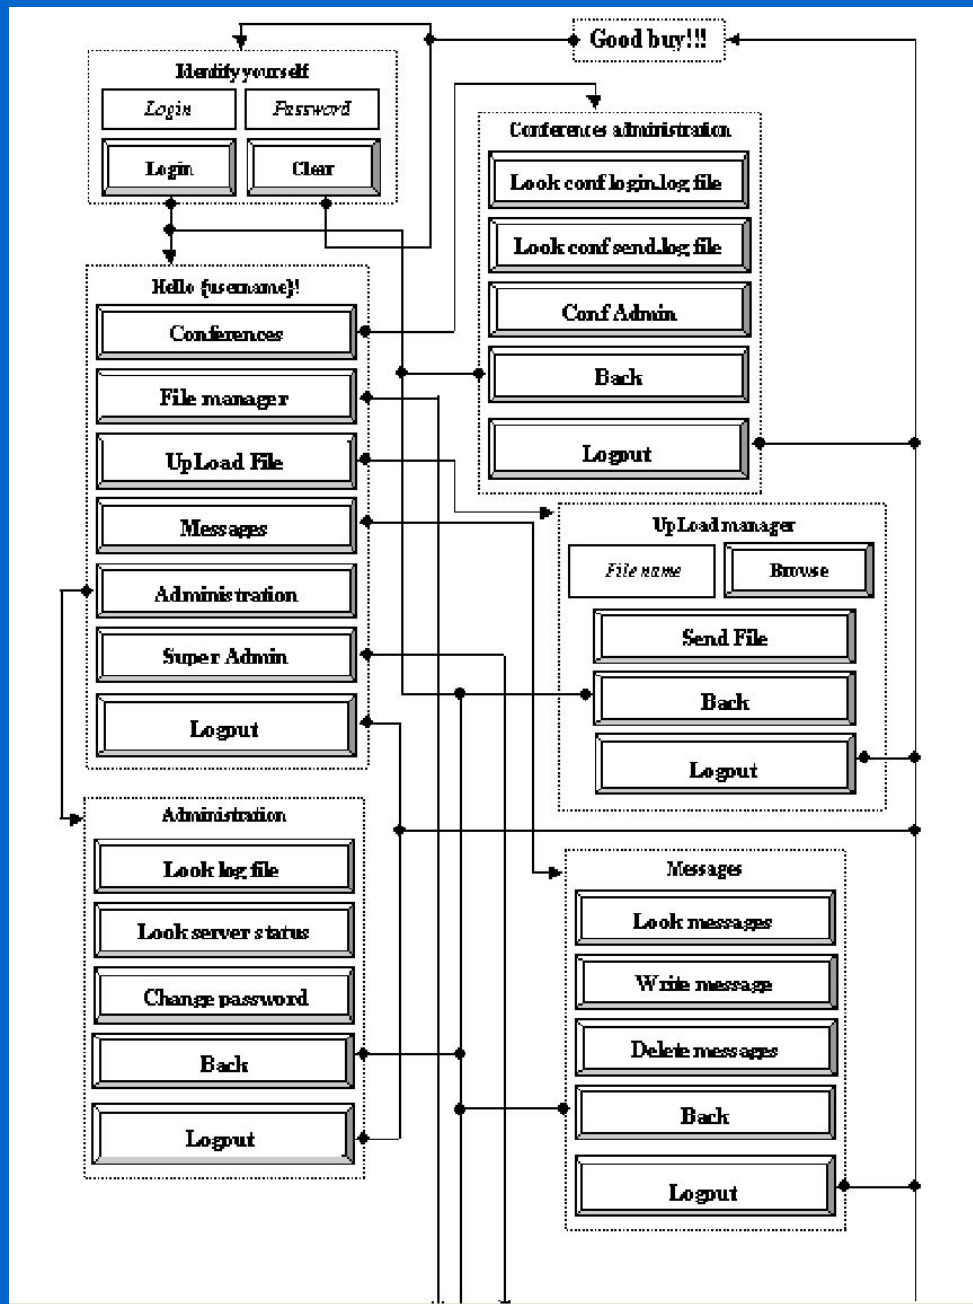 Good buy!!!
Identify yourself
Login
Password
Login
Clear
Conferences administration
Look conf login.log file
Look conf send.log file
Conf Admin
Back
Logout
Hello {username}!
Conferences
File manager
UpLoad File
Messages
Administration
Super Admin
Logout
UpLoad manager
File name
Browse
Send File
Back
Logout
Administration
Look log file
Look server status
Change password
Back
Logout
Messages
Look messages
Write message
Delete messages
Back
Logout